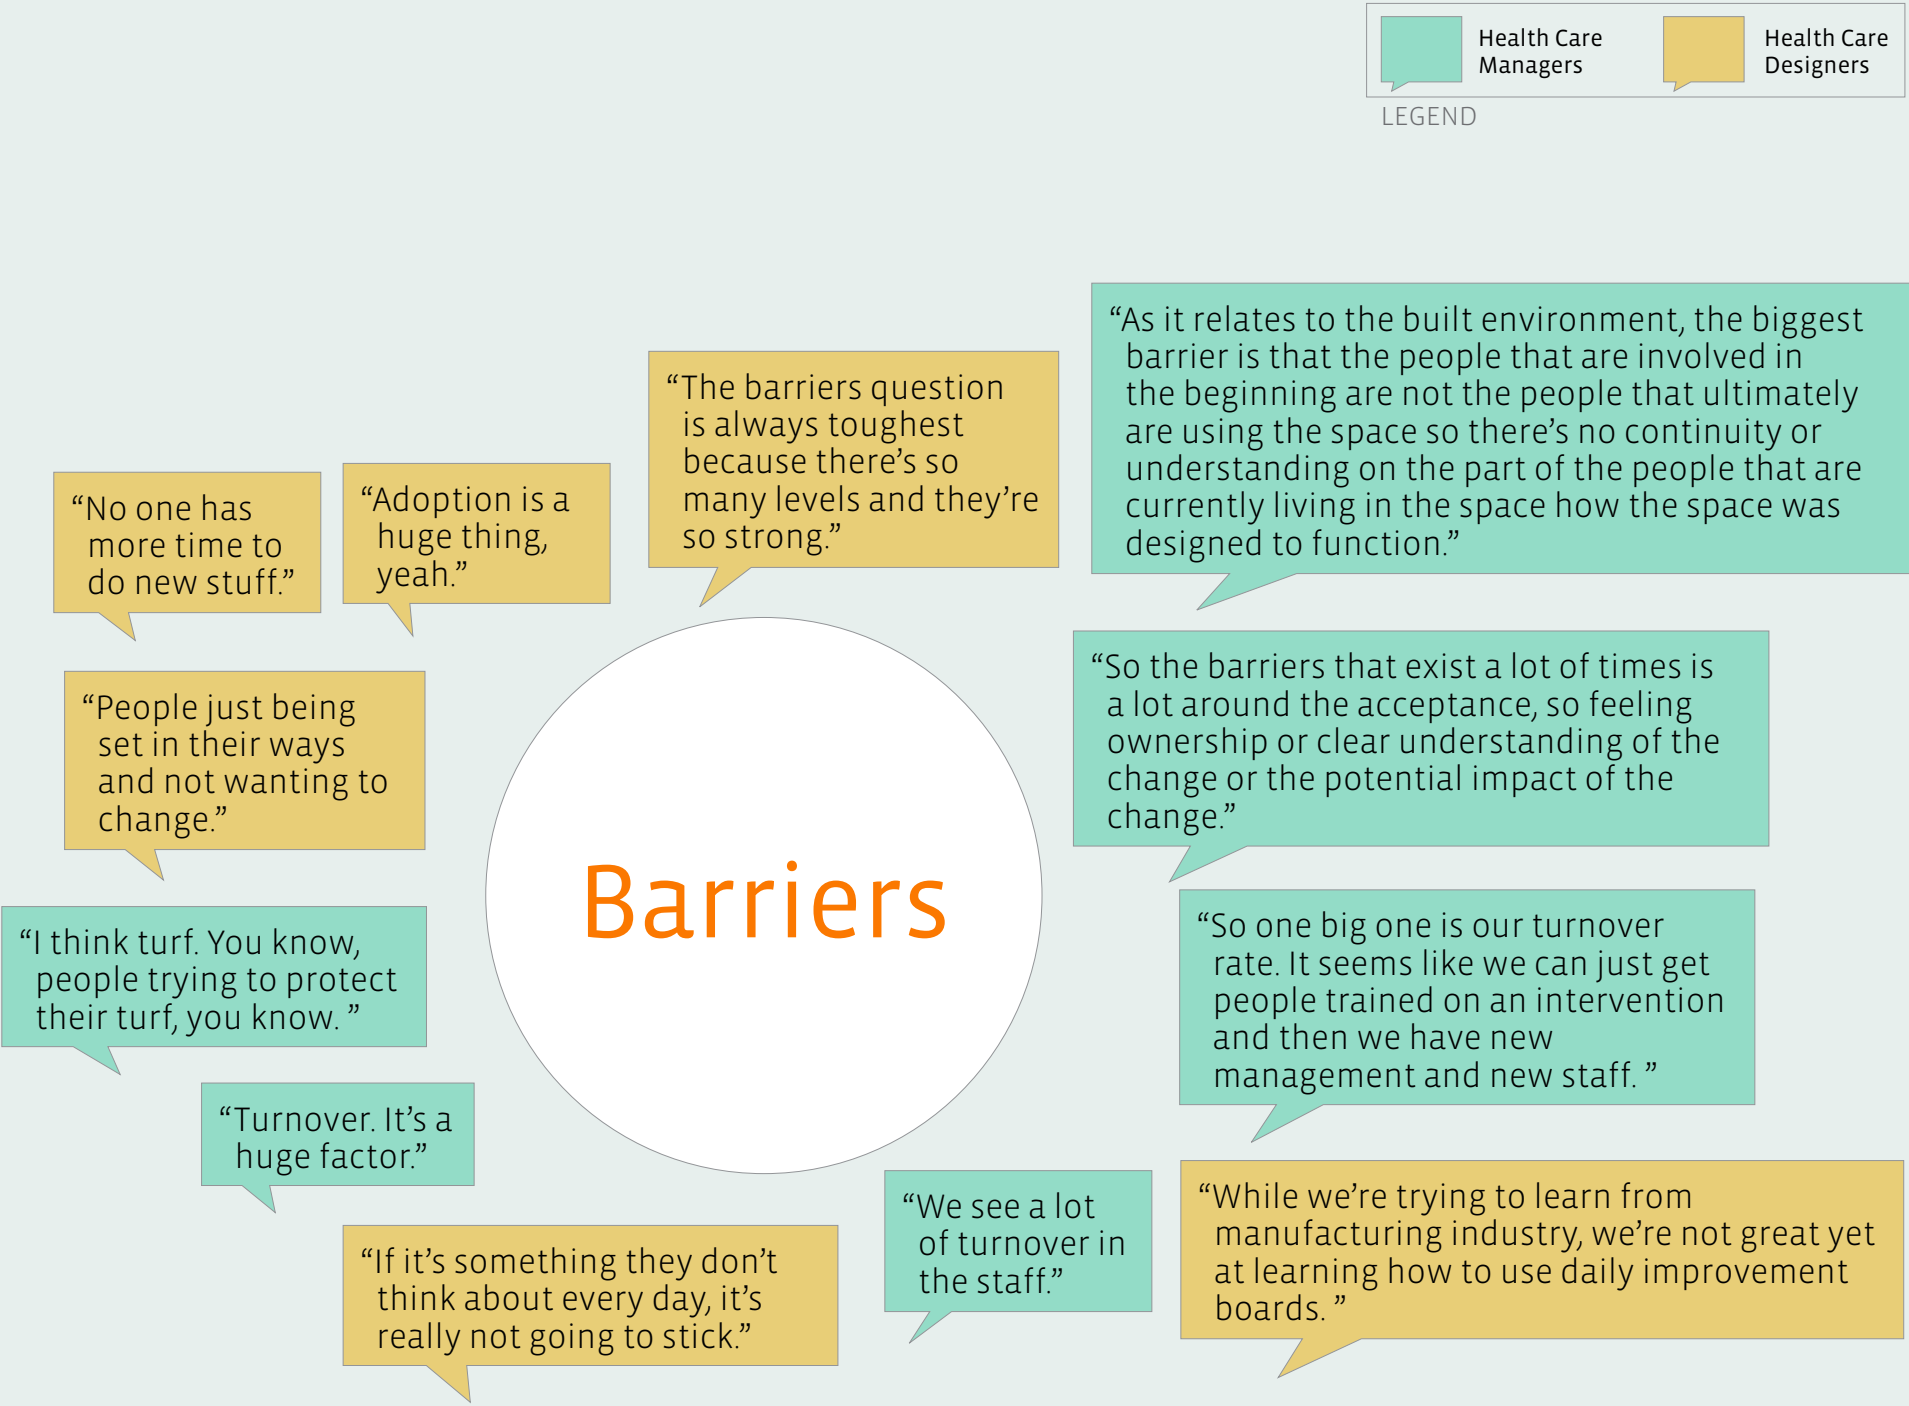 Health Care
Managers
Health Care
Designers
LEGEND
“As it relates to the built environment, the biggest
barrier is that the people that are involved in
the beginning are not the people that ultimately
are using the space so there’s no continuity or
understanding on the part of the people that are
currently living in the space how the space was
designed to function.”
“The barriers question
is always toughest
because there’s so
many levels and they’re
so strong.”
“Adoption is a
huge thing,
yeah.”
“No one has
more time to
do new stuff.”
“People just being
set in their ways
and not wanting to
change.”
“So the barriers that exist a lot of times is
a lot around the acceptance, so feeling
ownership or clear understanding of the
change or the potential impact of the
change.”
Barriers
“I think turf. You know,
people trying to protect
their turf, you know. ”
“So one big one is our turnover
rate. It seems like we can just get
people trained on an intervention
and then we have new
management and new staff. ”
“Turnover. It’s a
huge factor.”
“If it’s something they don’t
think about every day, it’s
really not going to stick.”
“We see a lot
of turnover in
the staff.”
“While we’re trying to learn from
manufacturing industry, we’re not great yet
at learning how to use daily improvement
boards. ”